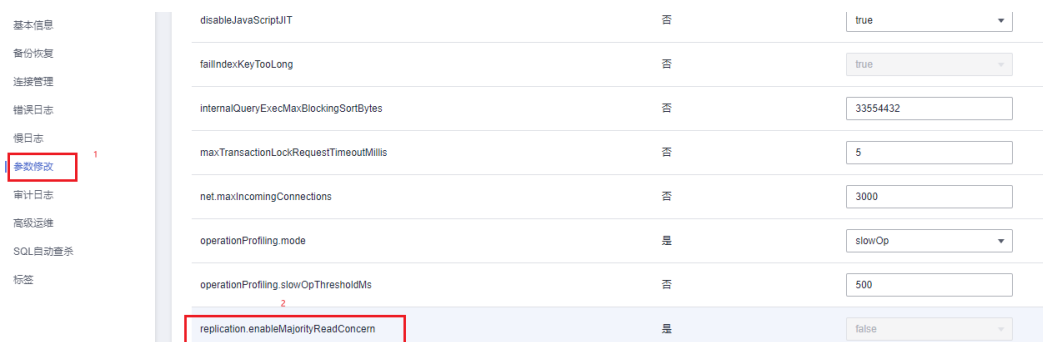 基本信息
备份恢复
连接管理
错误日志
慢日志
参数修改
1
审计日志
高级运维
SQL自动查杀
标签
disableJavaScriptJIT 否 true
failIndexKeyTooLong 否 true
internalQueryExecMaxBlockingSortBytes 否 33554432
maxTransactionLockRequestTimeoutMillis 否 5
net.maxIncomingConnections 否 3000
operationProfiling.mode 是 slowOp
operationProfiling.slowOpThresholdMs 否 500
2
replication.enableMajorityReadConcern 是 false